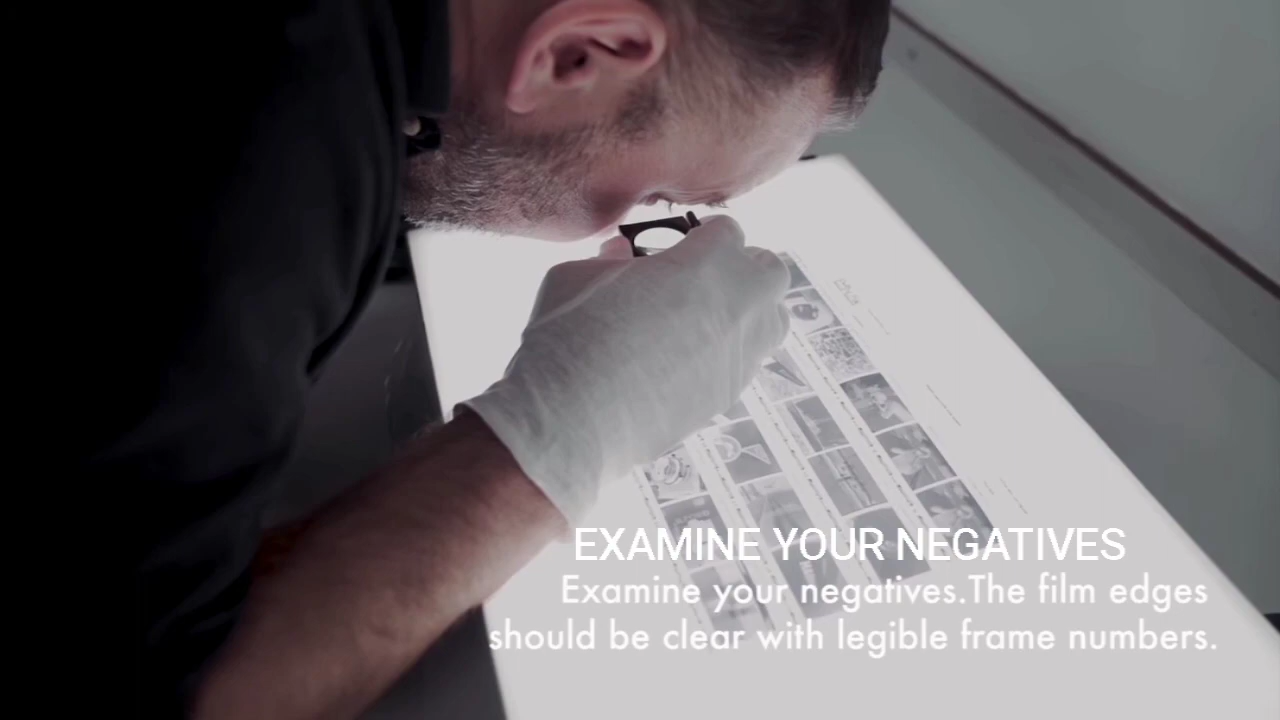 EXAMINE YOUR NEGATIVES
Examine your negatives.The film edges
should be clear with legible frame numbers.